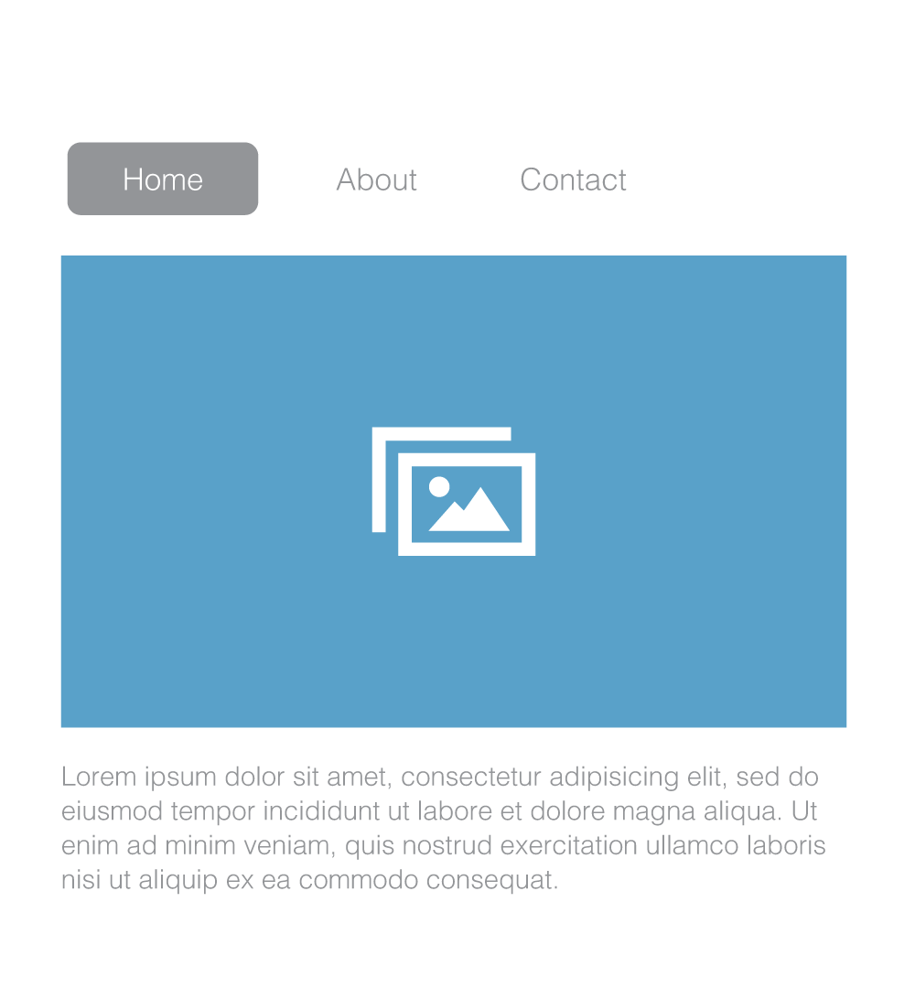 Home
About
Contact
Lorem ipsum dolor sit amet, consectetur adipisicing elit, sed do
eiusmod tempor incididunt ut labore et dolore magna aliqua. Ut
enim ad minim veniam, quis nostrud exercitation ullamco laboris
nisi ut aliquip ex ea commodo consequat.